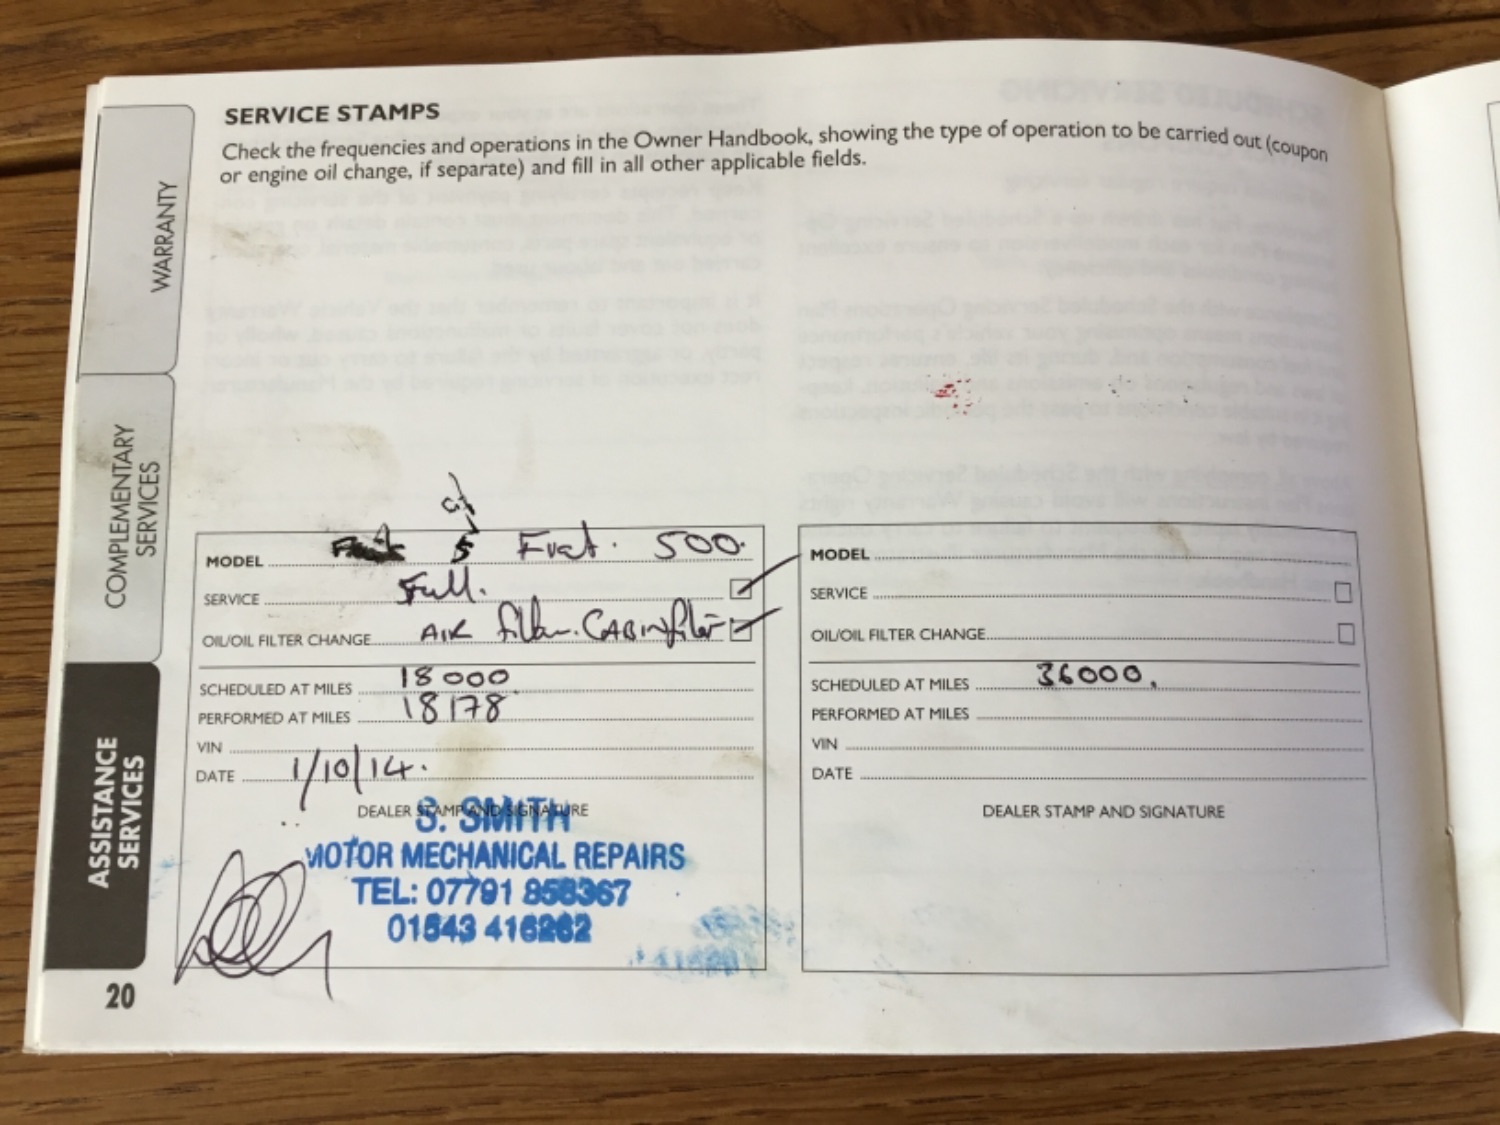 SERVICE STAMPS
Check the frequencies and operations in the Owner Handbook, showing the type of operation to be carried out (coupon
or engine oil change, if separate) and fill in all other applicable fields.
WARRANTY
COMPLEMENTARY
SERVICES
ASSISTANCE
SERVICES
MODEL Fiat. 500.
SERVICE Full.
OIL/OIL FILTER CHANGE AIR filter. CABIN filter
SCHEDULED AT MILES 18000
PERFORMED AT MILES 18178
VIN
DATE 1/10/14.
DEALER STAMP AND SIGNATURE
S. SMITH
MOTOR MECHANICAL REPAIRS
TEL: 07791 858367
01543 416262
MODEL
SERVICE
OIL/OIL FILTER CHANGE
SCHEDULED AT MILES 36000.
PERFORMED AT MILES
VIN
DATE
DEALER STAMP AND SIGNATURE
20